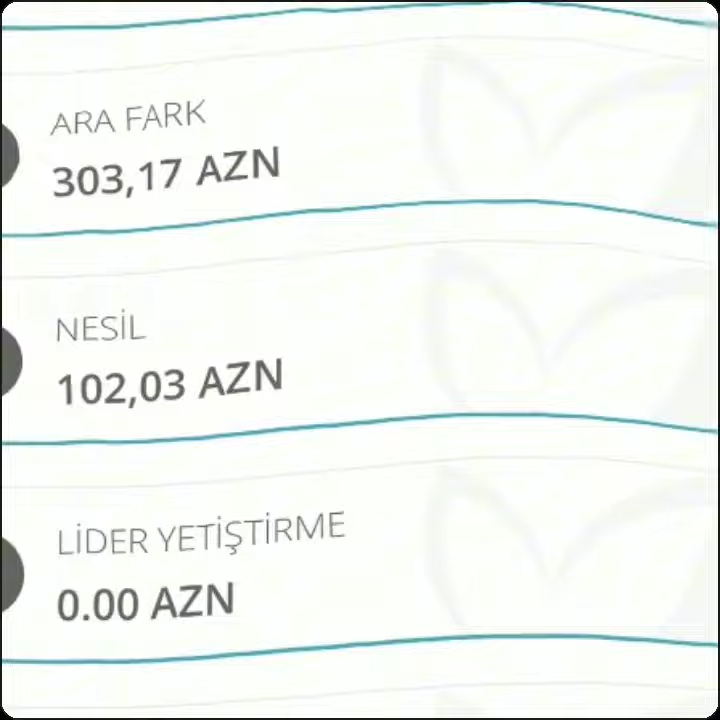 ARA FARK
303,17 AZN
NESİL
102,03 AZN
LİDER YETİŞTİRME
0.00 AZN